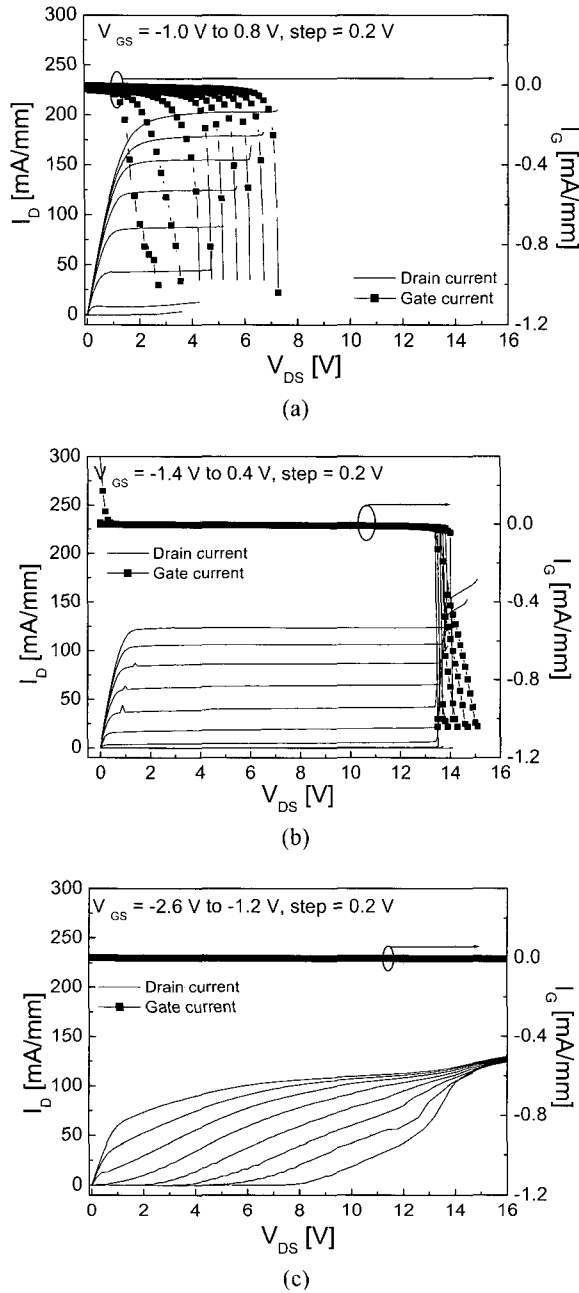 V GS = -1.0 V to 0.8 V, step = 0.2 V
300
250
200
150
100
50
0
I D [mA/mm]
0.0
-0.4
-0.8
-1.2
I G [mA/mm]
Drain current
Gate current
0 2 4 6 8 10 12 14 16
V DS [V]
(a)
V GS = -1.4 V to 0.4 V, step = 0.2 V
300
250
200
150
100
50
0
I D [mA/mm]
0.0
-0.4
-0.8
-1.2
I G [mA/mm]
Drain current
Gate current
0 2 4 6 8 10 12 14 16
V DS [V]
(b)
V GS = -2.6 V to -1.2 V, step = 0.2 V
300
250
200
150
100
50
0
I D [mA/mm]
0.0
-0.4
-0.8
-1.2
I G [mA/mm]
Drain current
Gate current
0 2 4 6 8 10 12 14 16
V DS [V]
(c)